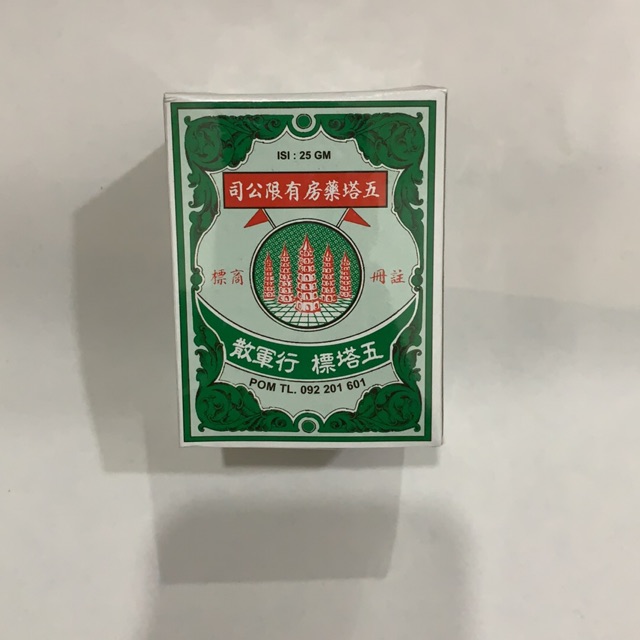 ISI : 25 GM
五塔藥房有限公司
註冊 商標
五塔標 行軍散
POM TL. 092 201 601